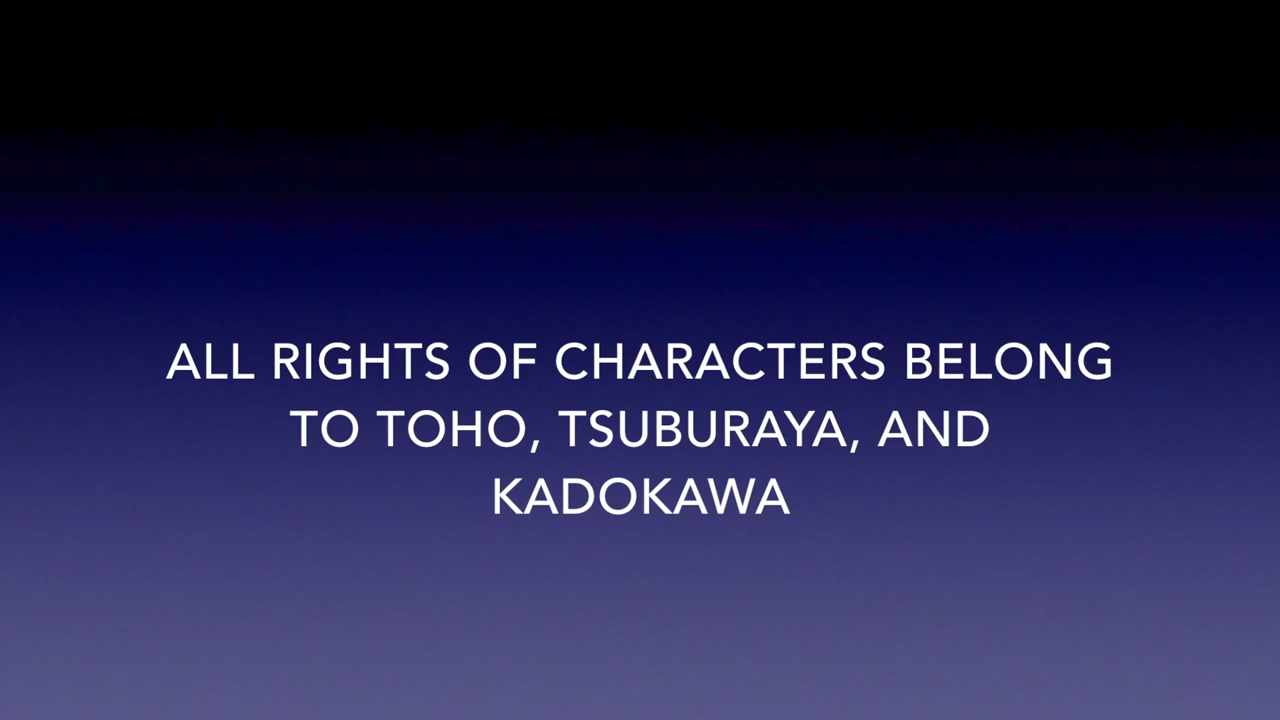 ALL RIGHTS OF CHARACTERS BELONG
TO TOHO, TSUBURAYA, AND
KADOKAWA